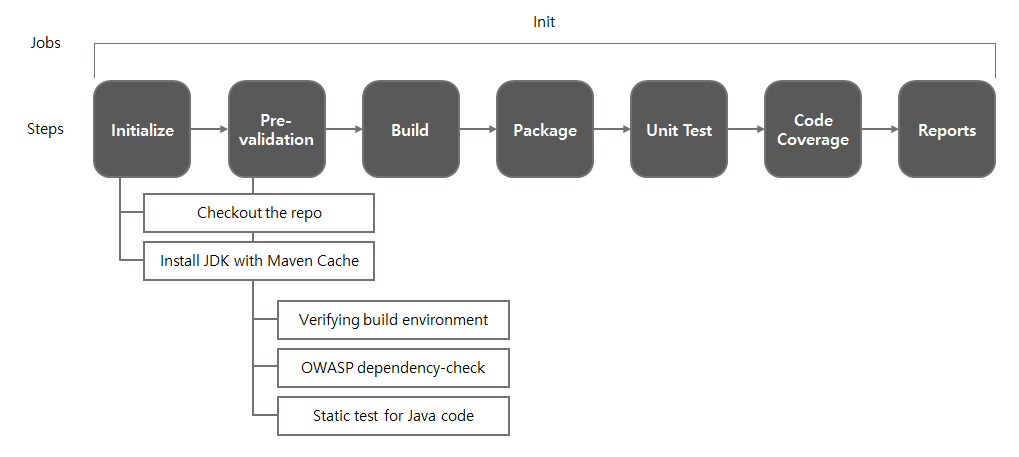 Init
Jobs
Steps
Initialize
Pre-
validation
Build
Package
Unit Test
Code
Coverage
Reports
Checkout the repo
Install JDK with Maven Cache
Verifying build environment
OWASP dependency-check
Static test for Java code